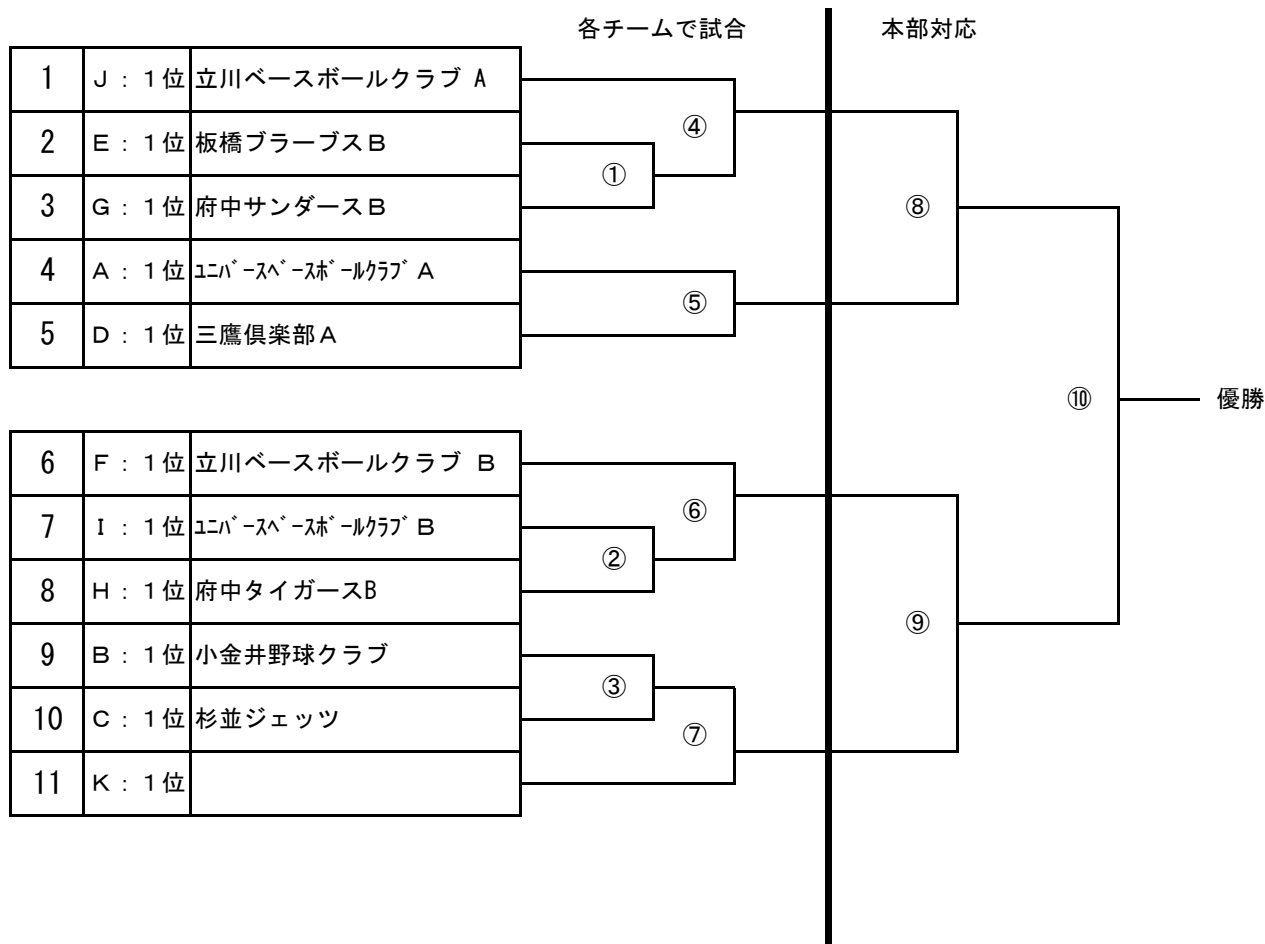 各チームで試合 本部対応
1 J：1位 立川ベースボールクラブ A
④
2 E：1位 板橋ブラーブスB
①
3 G：1位 府中サンダースB
⑧
4 A：1位 ﾕﾆﾊﾞｰｽﾍﾞｰｽﾎﾞｰﾙｸﾗﾌﾞ A
⑤
5 D：1位 三鷹倶楽部A
⑩ 優勝
6 F：1位 立川ベースボールクラブ B
⑥
7 I：1位 ﾕﾆﾊﾞｰｽﾍﾞｰｽﾎﾞｰﾙｸﾗﾌﾞ B
②
8 H：1位 府中タイガースB
⑨
9 B：1位 小金井野球クラブ
③
10 C：1位 杉並ジェッツ
⑦
11 K：1位